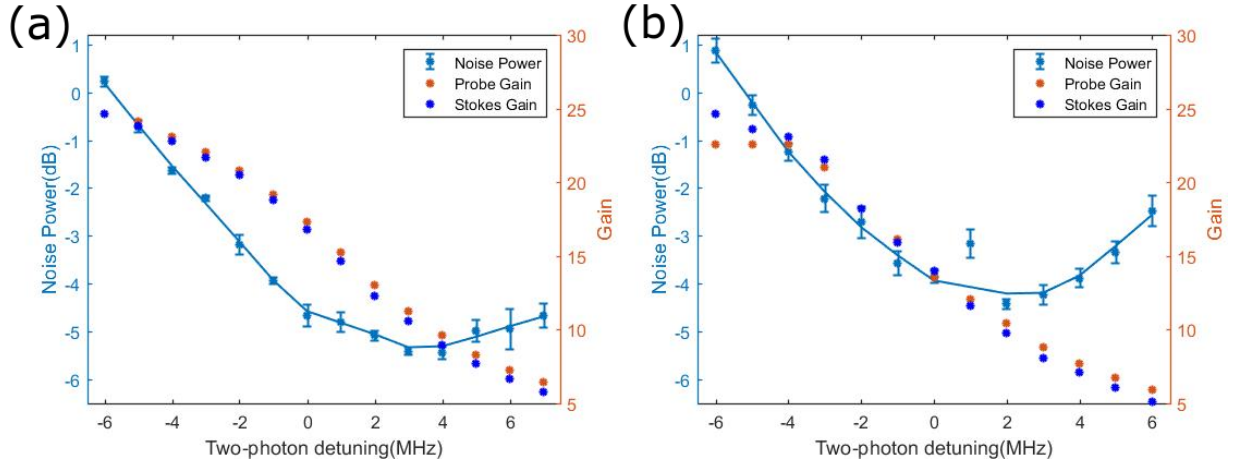 (a)
1
0
-1
-2
-3
-4
-5
-6
Noise Power(dB)
30
25
20
15
10
5
Gain
Noise Power
Probe Gain
Stokes Gain
-6 -4 -2 0 2 4 6
Two-photon detuning(MHz)
(b)
1
0
-1
-2
-3
-4
-5
-6
Noise Power(dB)
30
25
20
15
10
5
Gain
Noise Power
Probe Gain
Stokes Gain
-6 -4 -2 0 2 4 6
Two-photon detuning(MHz)